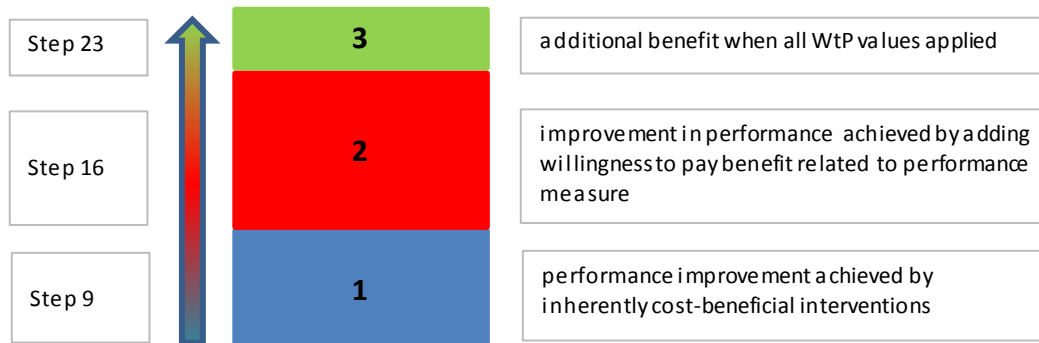 Step 23
3
additional benefit when all WtP values applied
Step 16
2
improvement in performance achieved by adding
willingness to pay benefit related to performance
measure
Step 9
1
performance improvement achieved by
inherently cost-beneficial interventions